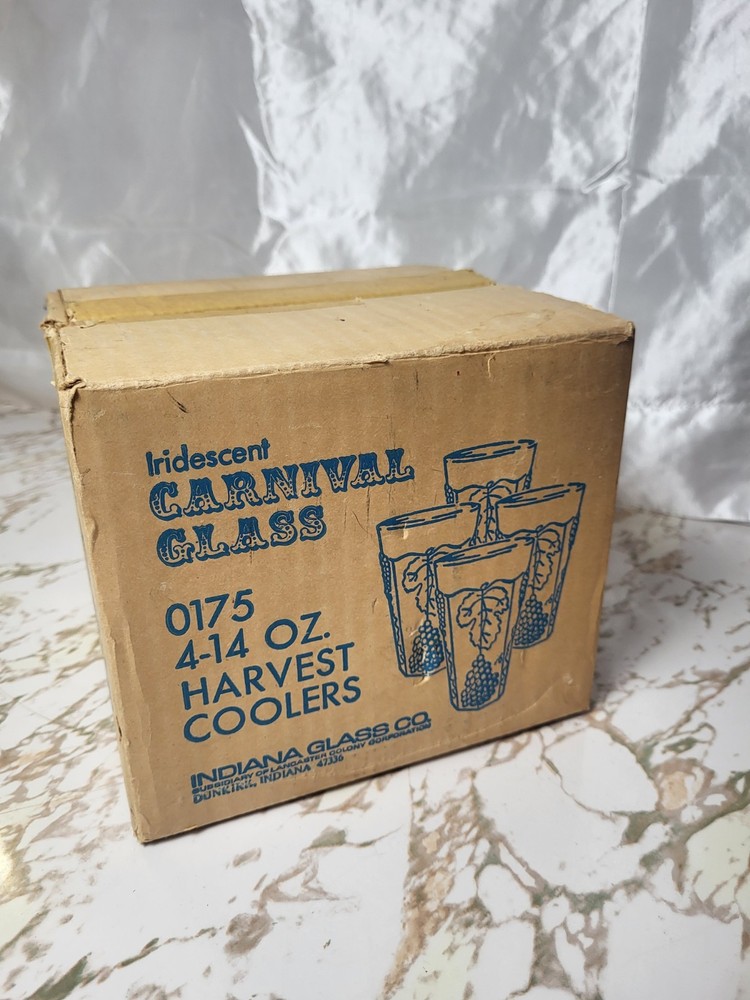 Iridescent
CARNIVAL
GLASS
0175
4-14 OZ.
HARVEST
COOLERS
INDIANA GLASS CO.
SUBSIDIARY OF LANCASTER COLONY CORPORATION
DUNKIRK, INDIANA 47336